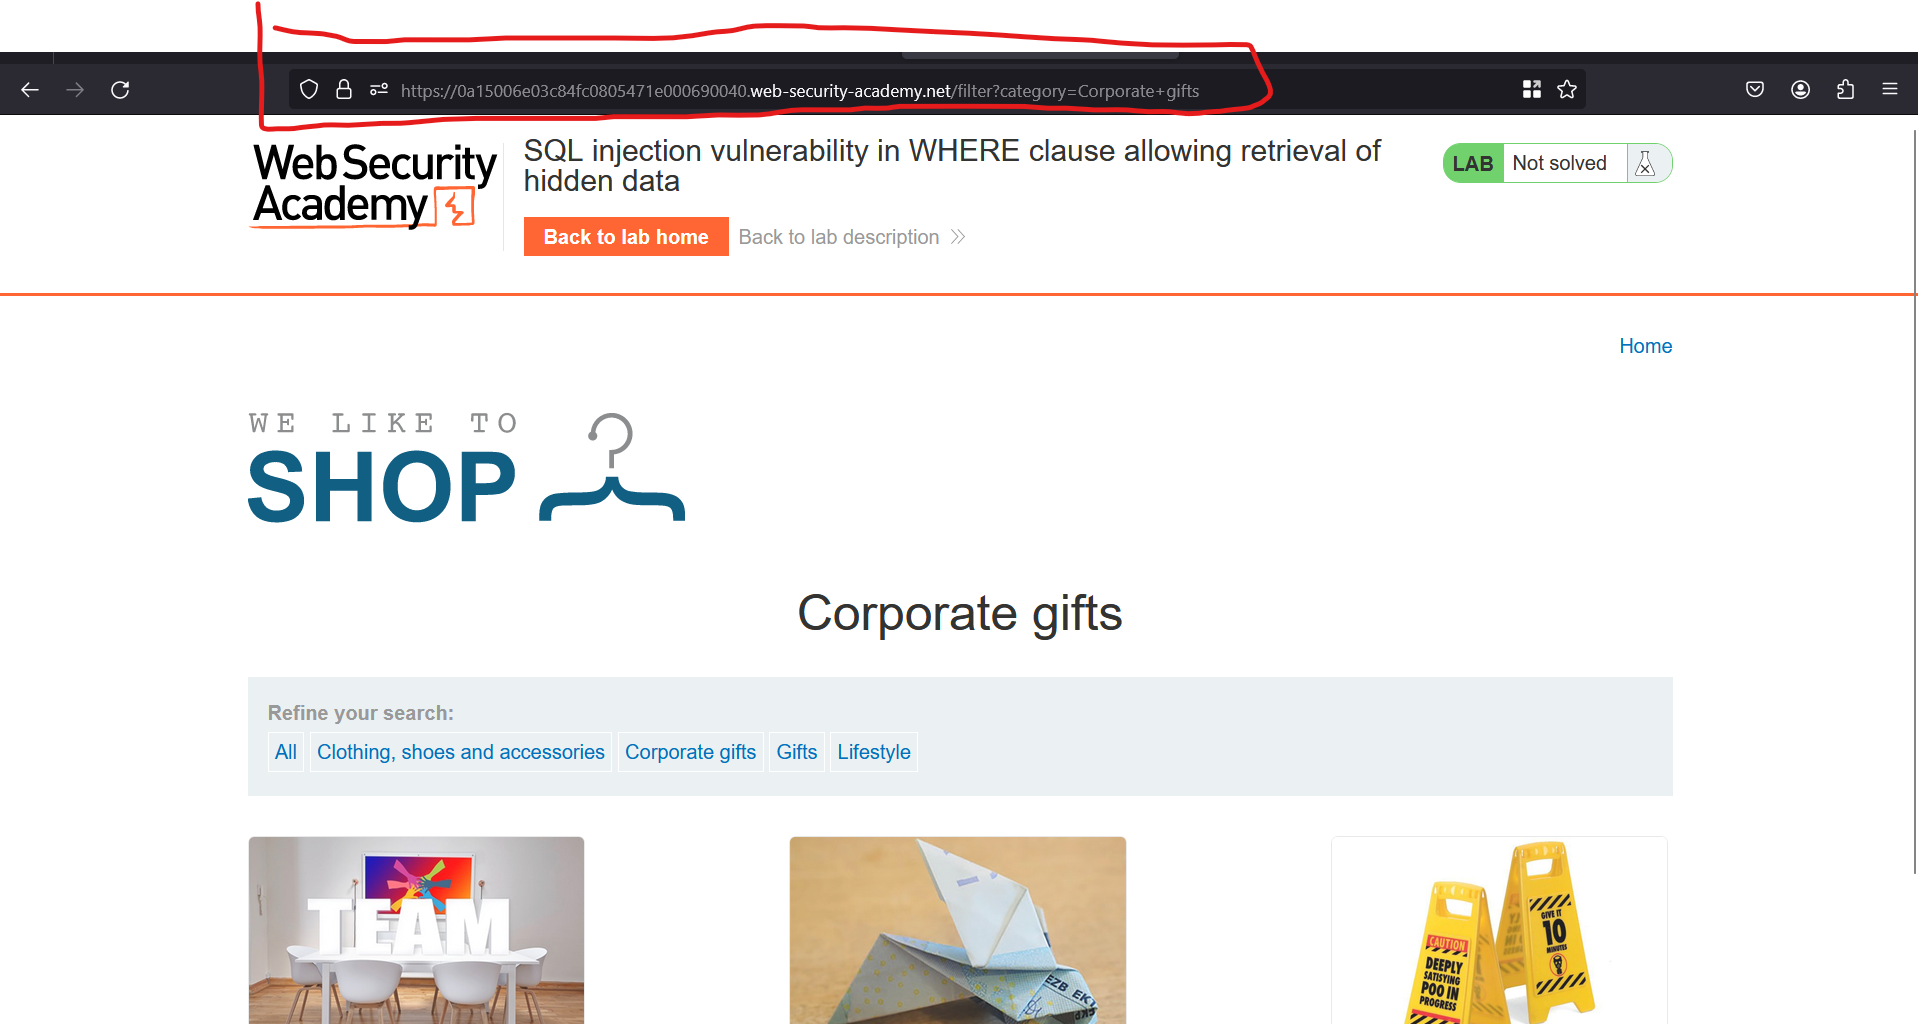 https://0a15006e03c84fc0805471e000690040.web-security-academy.net/filter?category=Corporate+gifts
Web Security
Academy
SQL injection vulnerability in WHERE clause allowing retrieval of
hidden data
LAB Not solved
Back to lab home Back to lab description
Home
WE LIKE TO
SHOP
Corporate gifts
Refine your search:
All Clothing, shoes and accessories Corporate gifts Gifts Lifestyle
TEAM
EZB EK
CAUTION
DEEPLY
SATISFYING
POO IN
PROGRESS
GIVE IT
10
MINUTES